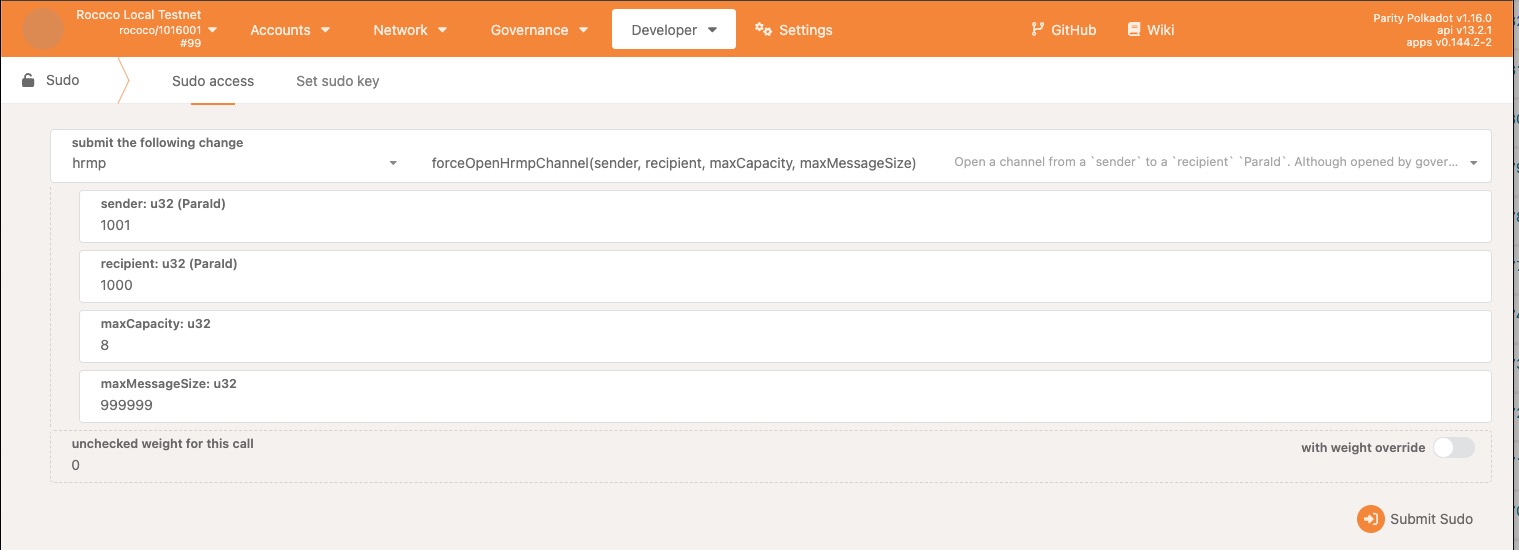 Rococo Local Testnet
rococo/1016001
#99
Accounts
Network
Governance
Developer
Settings
GitHub
Wiki
Parity Polkadot v1.16.0
api v13.2.1
apps v0.144.2-2
Sudo
Sudo access
Set sudo key
submit the following change
hrmp
forceOpenHrmpChannel(sender, recipient, maxCapacity, maxMessageSize)
Open a channel from a `sender` to a `recipient` `ParaId`. Although opened by gover...
sender: u32 (ParaId)
1001
recipient: u32 (ParaId)
1000
maxCapacity: u32
8
maxMessageSize: u32
999999
unchecked weight for this call
0
with weight override
Submit Sudo